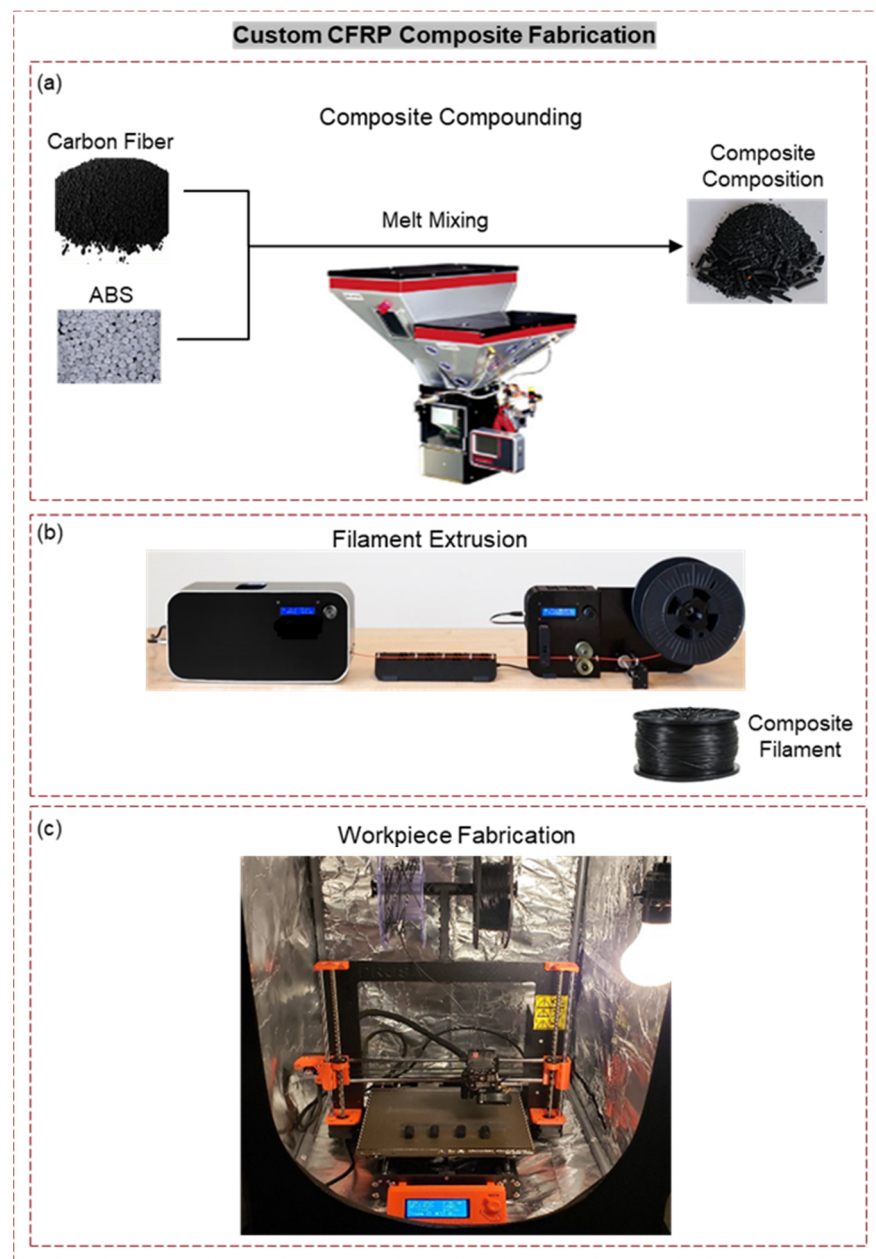 Custom CFRP Composite Fabrication
(a)
Composite Compounding
Carbon Fiber
Composite
Composition
Melt Mixing
ABS
(b)
Filament Extrusion
Composite
Filament
(c)
Workpiece Fabrication